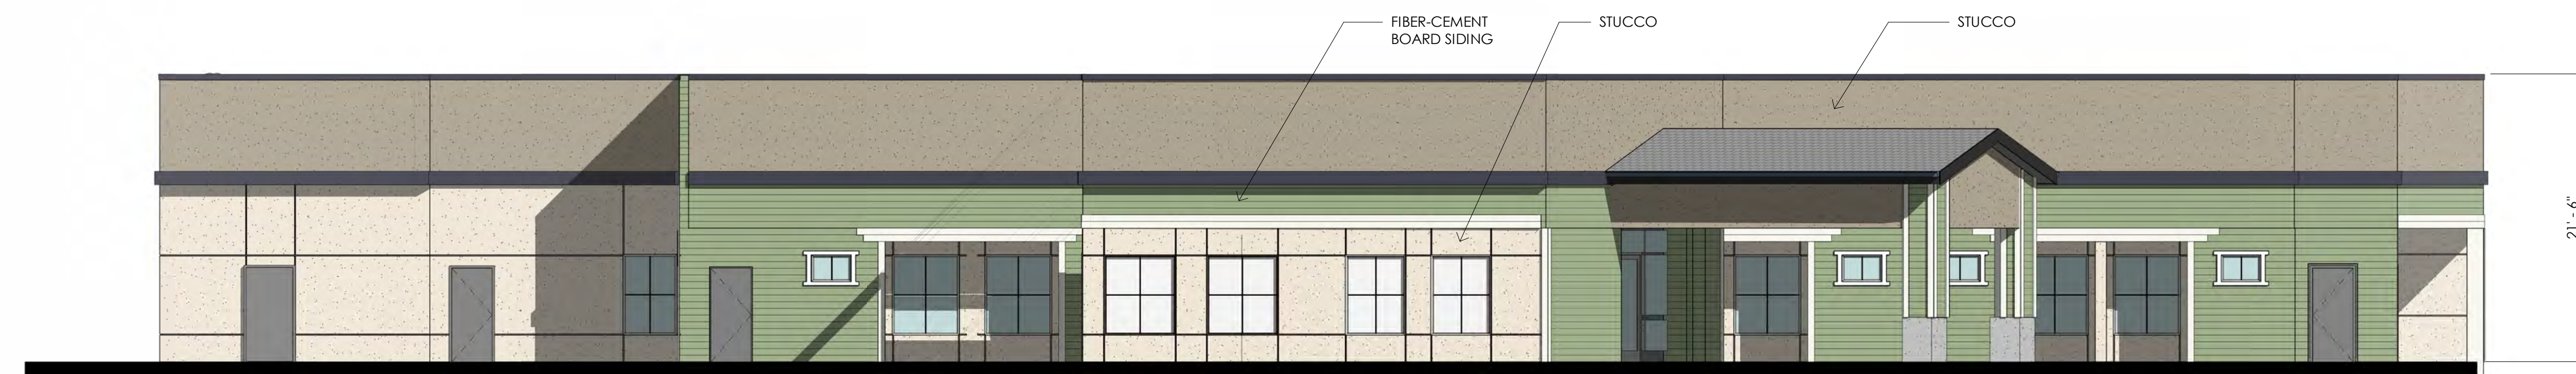 FIBER-CEMENT
BOARD SIDING
STUCCO
STUCCO
21' - 6"